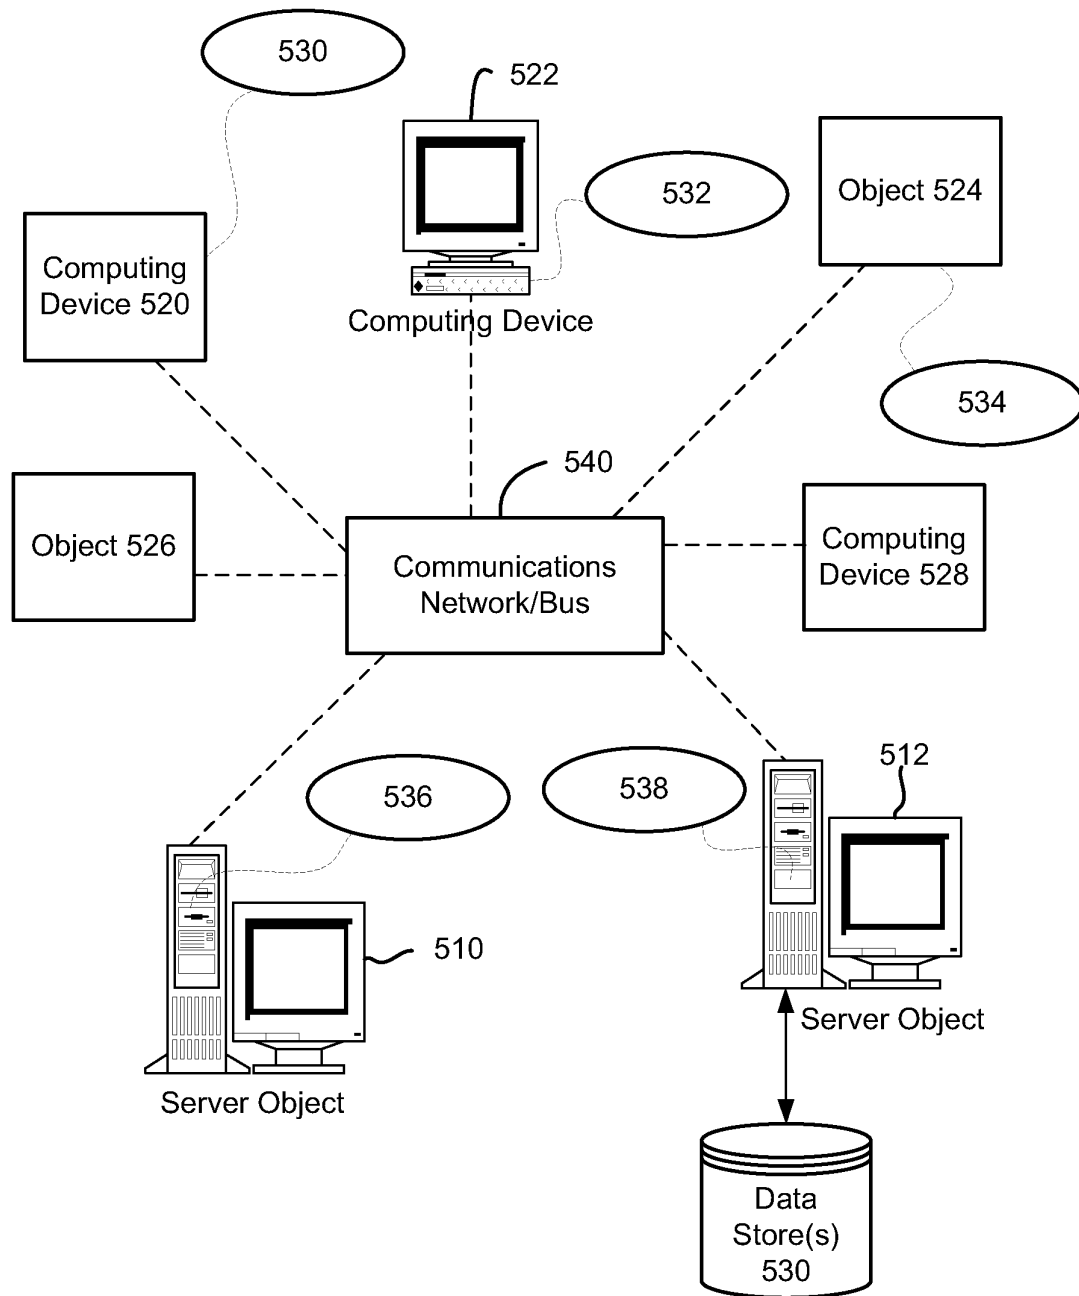 530
522
532
Object 524
Computing
Device 520
Computing Device
534
540
Object 526
Communications
Network/Bus
Computing
Device 528
536
538
512
510
Server Object
Server Object
Data
Store(s)
530